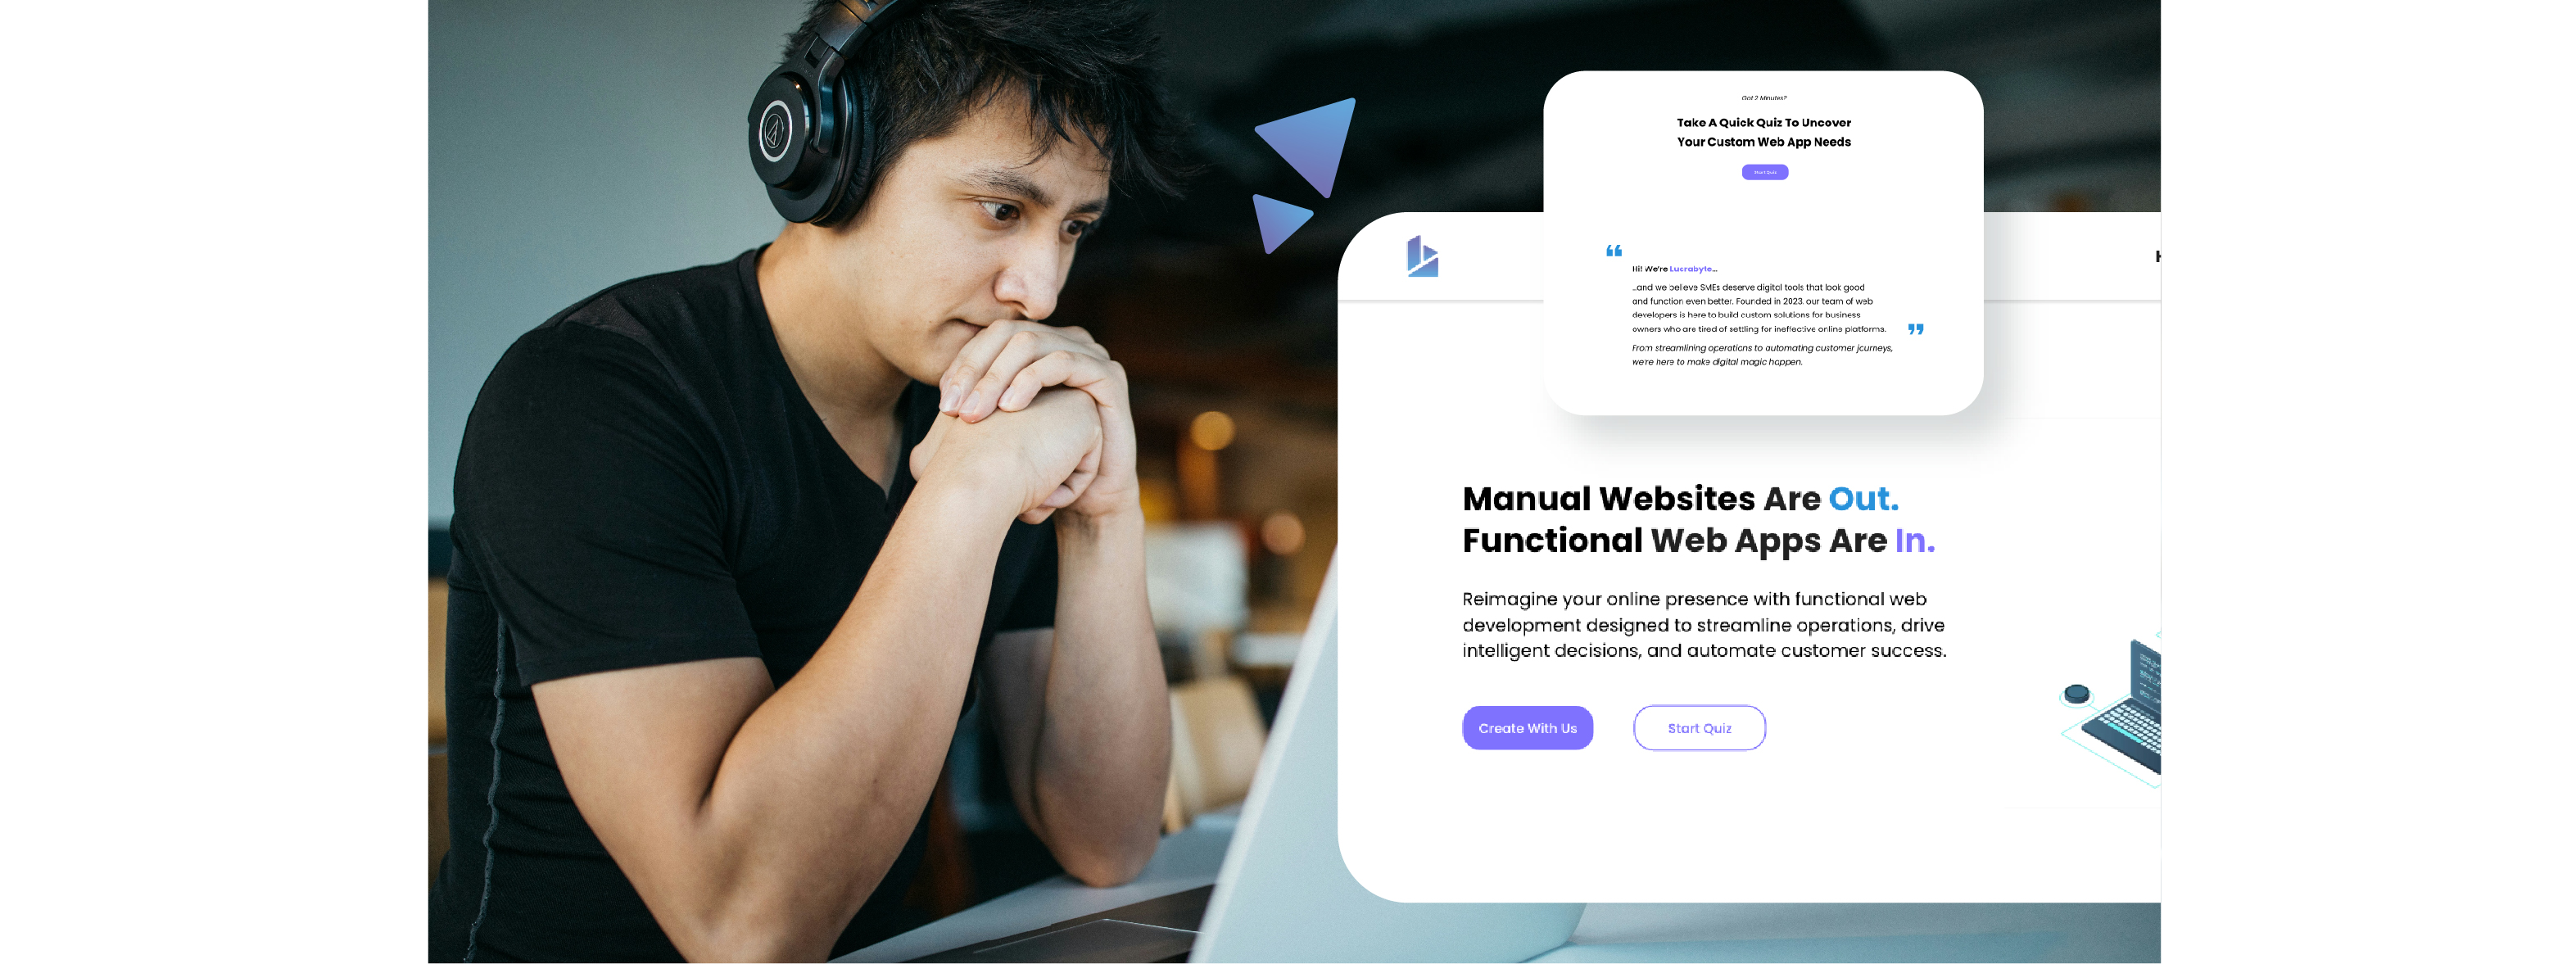 Got 2 Minutes?
Take A Quick Quiz To Uncover
Your Custom Web App Needs
Start Quiz
“
Hi! We're Lucrabyte...
...and we believe SMEs deserve digital tools that look good
and function even better. Founded in 2023, our team of web
developers is here to build custom solutions for business
owners who are tired of settling for ineffective online platforms.
”
From streamlining operations to automating customer journeys,
we're here to make digital magic happen.
Manual Websites Are Out.
Functional Web Apps Are In.
Reimagine your online presence with functional web
development designed to streamline operations, drive
intelligent decisions, and automate customer success.
Create With Us
Start Quiz